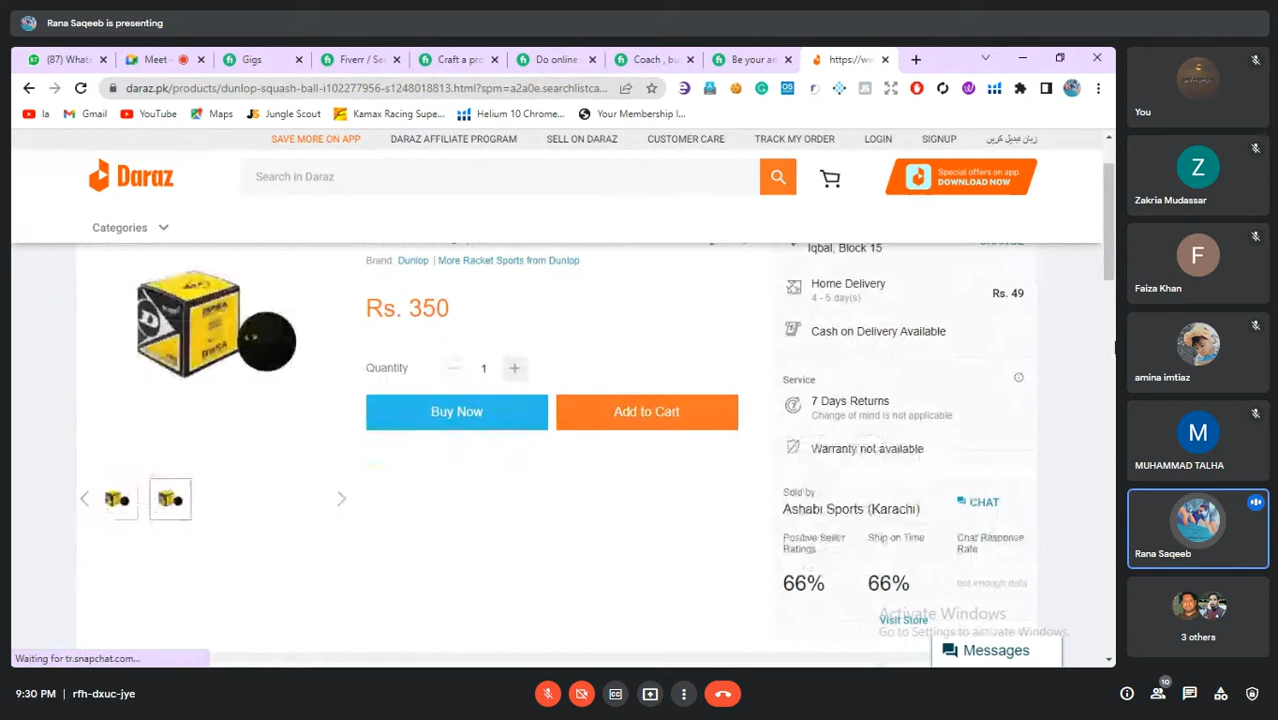 Rana Saqeeb is presenting
(87) Whats
Meet -
Gigs
Fiverr / Se
Craft a pro
Do online
Coach , bu
Be your an
https://ww
daraz.pk/products/dunlop-squash-ball-i102277956-s1248018813.html?spm=a2a0e.searchlistca...
la
Gmail
YouTube
Maps
Jungle Scout
Kamax Racing Supe...
Helium 10 Chrome...
Your Membership I...
SAVE MORE ON APP
DARAZ AFFILIATE PROGRAM
SELL ON DARAZ
CUSTOMER CARE
TRACK MY ORDER
LOGIN
SIGNUP
زبان تبدیل کریں
Daraz
Search in Daraz
Special offers on app
DOWNLOAD NOW
Categories
Iqbal, Block 15
CHANGE
Brand: Dunlop | More Racket Sports from Dunlop
Rs. 350
Home Delivery
4 - 5 day(s)
Rs. 49
Cash on Delivery Available
Quantity
1
Buy Now
Add to Cart
Service
7 Days Returns
Change of mind is not applicable
Warranty not available
Sold by
Ashabi Sports (Karachi)
CHAT
Positive Seller Ratings
Ship on Time
Chat Response Rate
66%
66%
not enough data
Visit Store
Activate Windows
Go to Settings to activate Windows.
Messages
Waiting for tr.snapchat.com...
You
Z
Zakria Mudassar
F
Faiza Khan
amina imtiaz
M
MUHAMMAD TALHA
Rana Saqeeb
3 others
9:30 PM
rfh-dxuc-jye
10